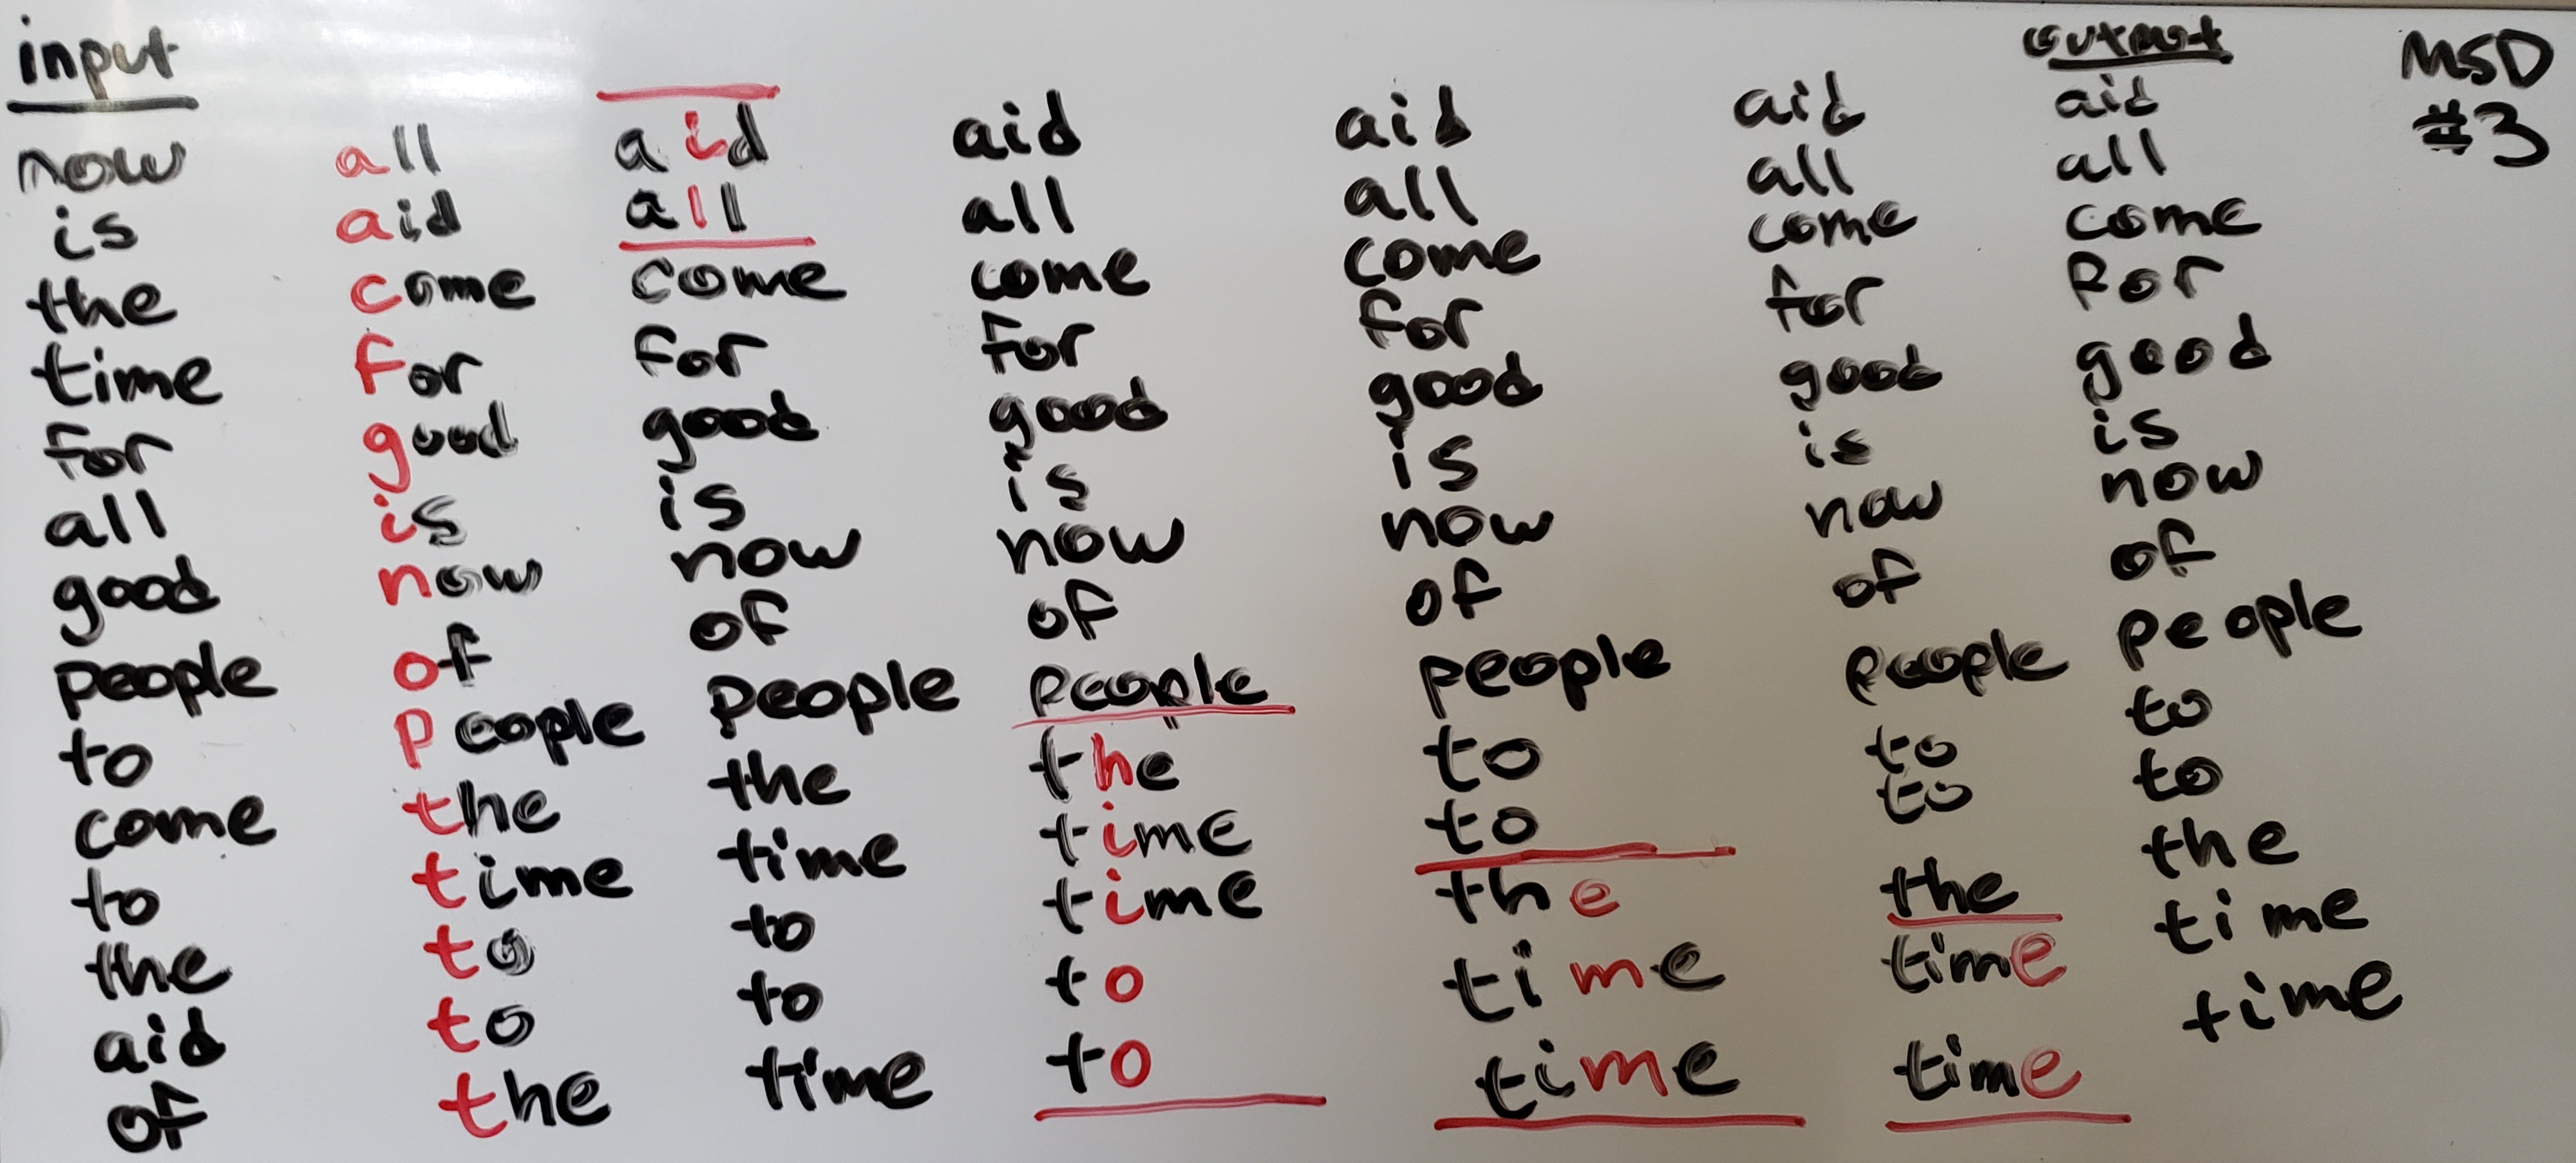 input
now
is
the
time
for
all
good
people
to
come
to
the
aid
of
all
aid
come
for
good
is
now
of
people
the
time
to
to
the
aid
all
come
for
good
is
now
of
people
the
time
to
to
time
aid
all
come
for
good
is
now
of
people
the
time
time
to
to
aid
all
come
for
good
is
now
of
people
to
to
the
time
time
aid
all
come
for
good
is
now
of
people
to
to
the
time
time
output
aid
all
come
for
good
is
now
of
people
to
to
the
time
time
MSD
#3